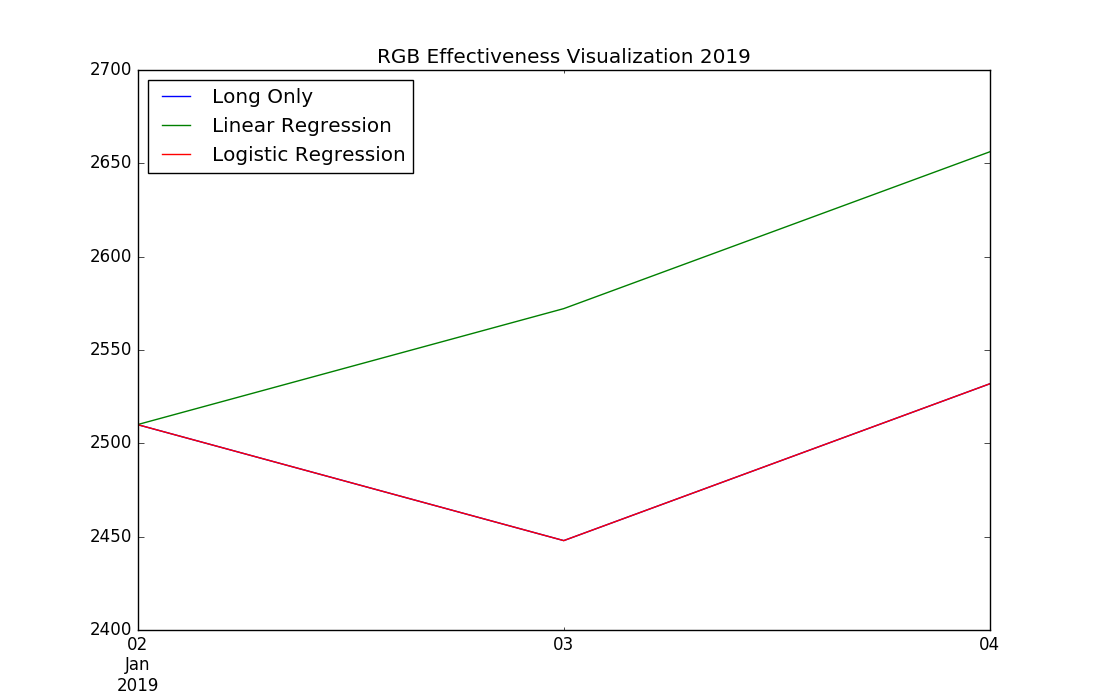 RGB Effectiveness Visualization 2019
2700
Long Only
Linear Regression
Logistic Regression
2650
2600
2550
2500
2450
2400
02
Jan
2019
03
04